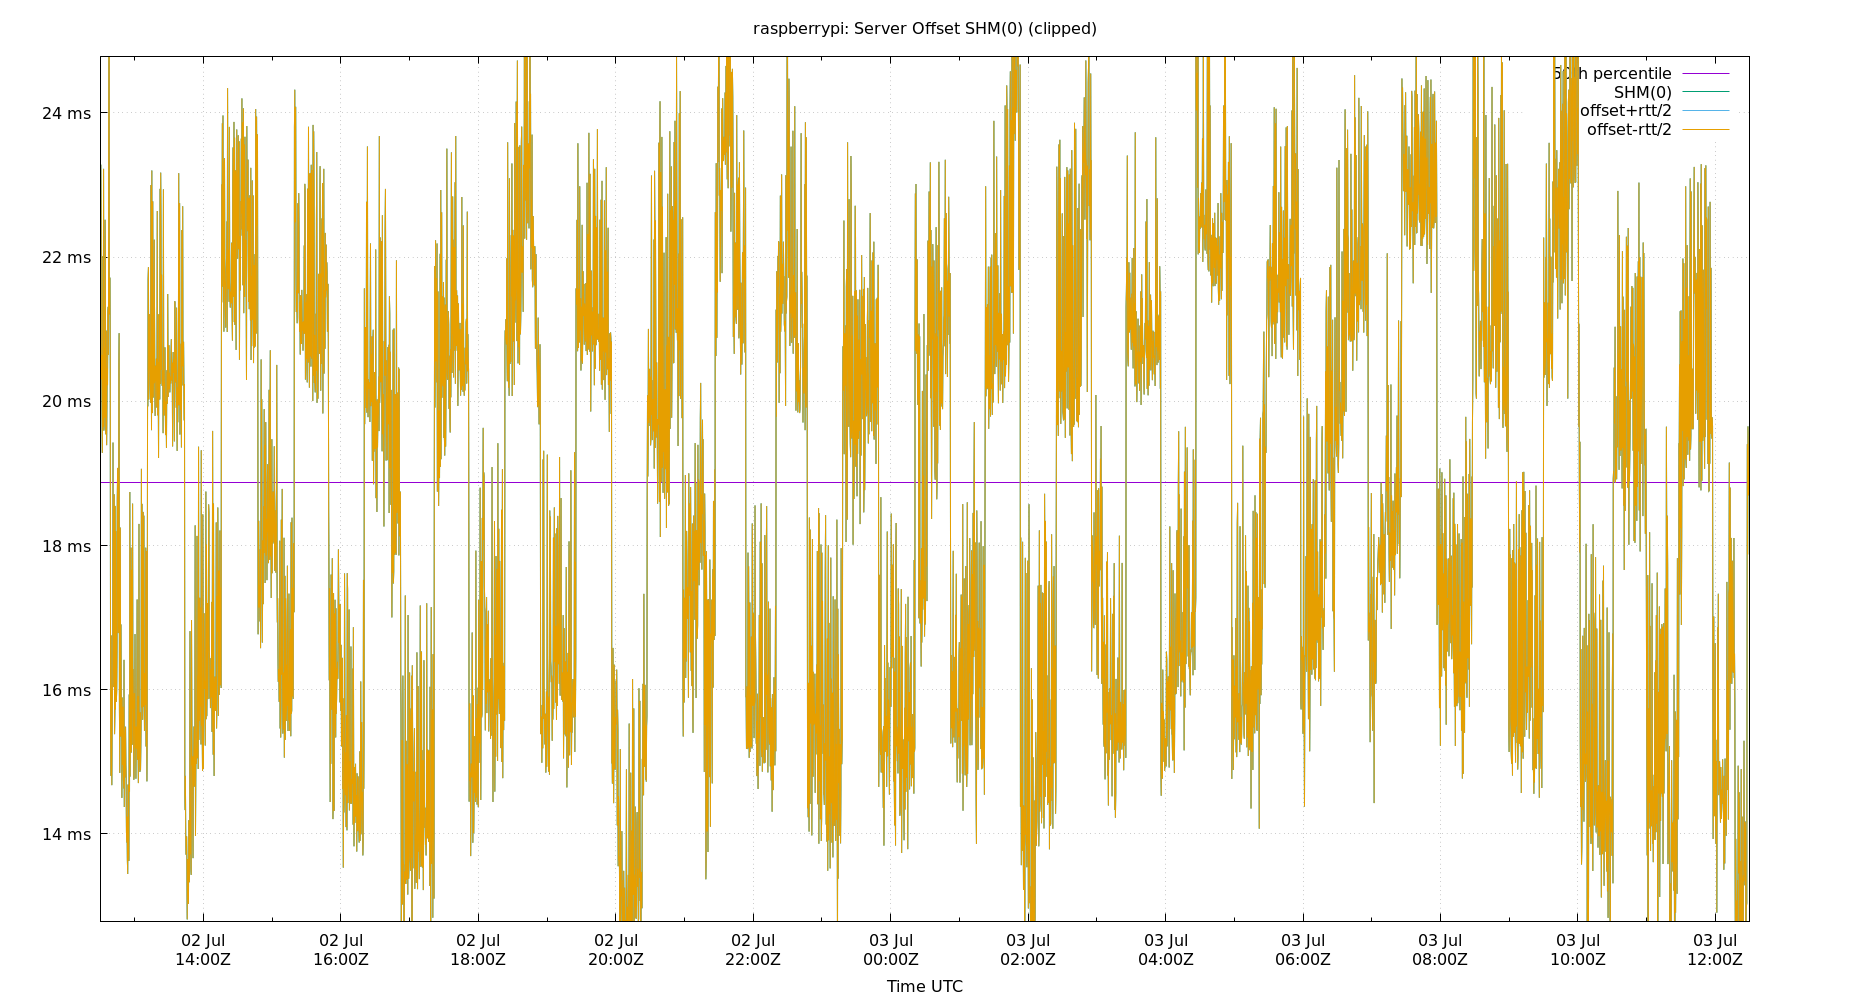 raspberrypi: Server Offset SHM(0) (clipped)
50th percentile
SHM(0)
offset+rtt/2
offset-rtt/2
24 ms
22 ms
20 ms
18 ms
16 ms
14 ms
02 Jul 02 Jul 02 Jul 02 Jul 02 Jul 03 Jul 03 Jul 03 Jul 03 Jul 03 Jul 03 Jul 03 Jul
14:00Z 16:00Z 18:00Z 20:00Z 22:00Z 00:00Z 02:00Z 04:00Z 06:00Z 08:00Z 10:00Z 12:00Z
Time UTC